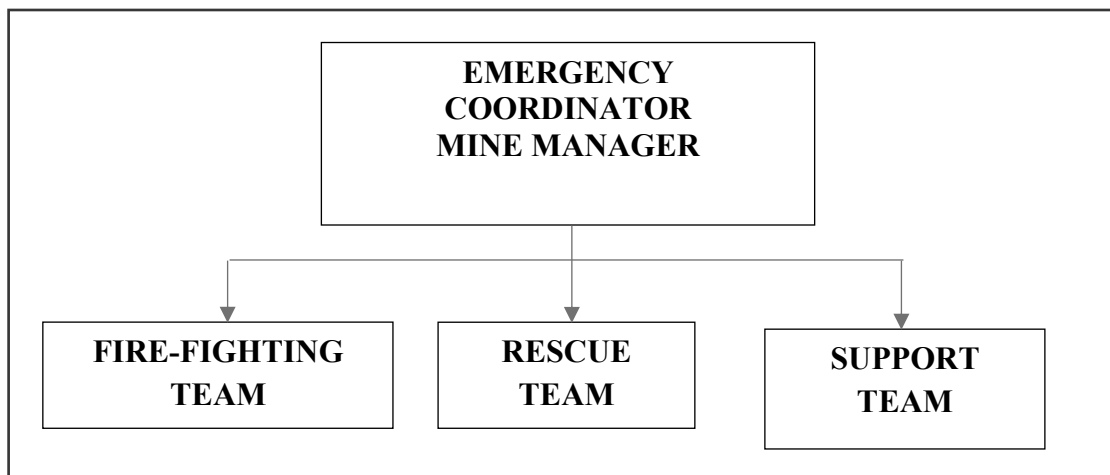 EMERGENCY
COORDINATOR
MINE MANAGER
FIRE-FIGHTING
TEAM
RESCUE
TEAM
SUPPORT
TEAM